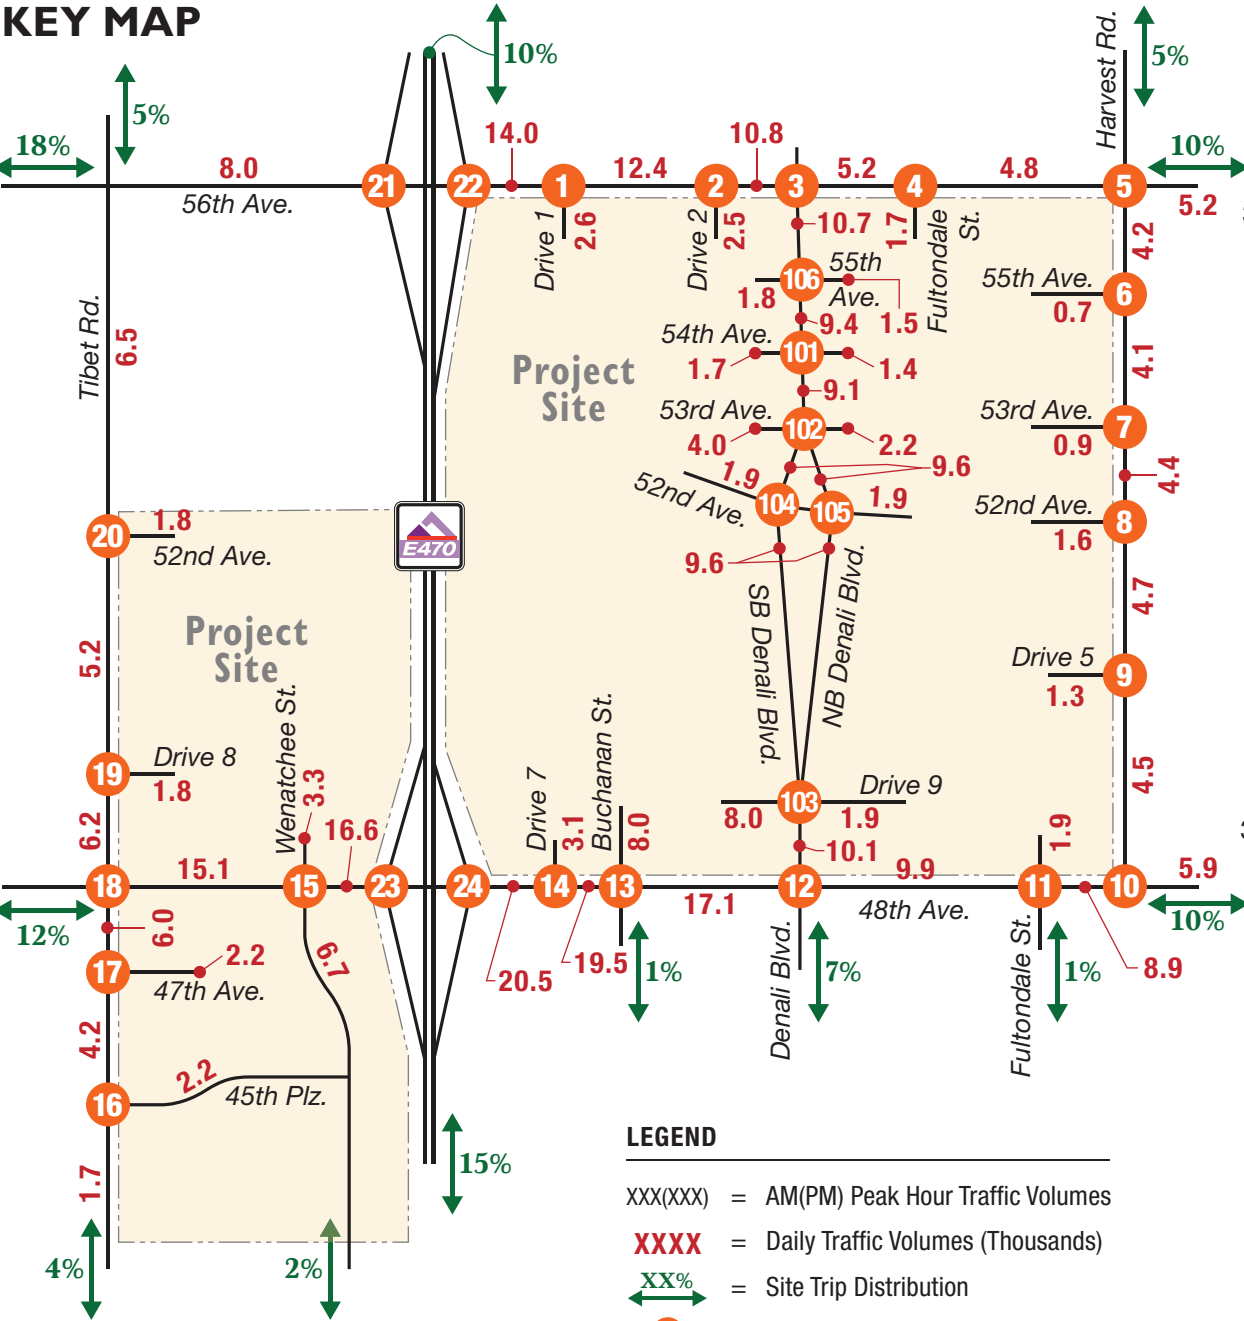 KEY MAP
5%
10%
Harvest Rd.
5%
18%
14.0
10.8
10%
8.0
12.4
5.2
4.8
21
22
1
2
3
4
5
56th Ave.
5.2
Drive 1
2.6
Drive 2
2.5
10.7
1.7
Fultondale
St.
4.2
106
55th
Ave.
1.8
1.5
55th Ave.
6
0.7
9.4
Tibet Rd.
6.5
54th Ave.
101
1.7
1.4
4.1
Project
Site
9.1
53rd Ave.
102
4.0
2.2
53rd Ave.
7
0.9
9.6
4.4
1.9
52nd Ave.
104
105
1.9
52nd Ave.
8
1.6
20
1.8
52nd Ave.
E470
9.6
SB Denali Blvd.
NB Denali Blvd.
4.7
Project
Site
5.2
Drive 5
9
1.3
Wenatchee St.
3.3
Buchanan St.
8.0
19
Drive 8
1.8
Drive 7
3.1
103
Drive 9
8.0
1.9
4.5
6.2
16.6
10.1
1.9
15.1
9.9
5.9
18
15
23
24
14
13
12
11
10
17.1
48th Ave.
12%
10%
6.0
6.7
20.5
19.5
1%
Denali Blvd.
7%
Fultondale St.
1%
8.9
17
2.2
47th Ave.
4.2
2.2
45th Plz.
16
1.7
15%
4%
2%
LEGEND
XXX(XXX) = AM(PM) Peak Hour Traffic Volumes
XXXX = Daily Traffic Volumes (Thousands)
XX% = Site Trip Distribution